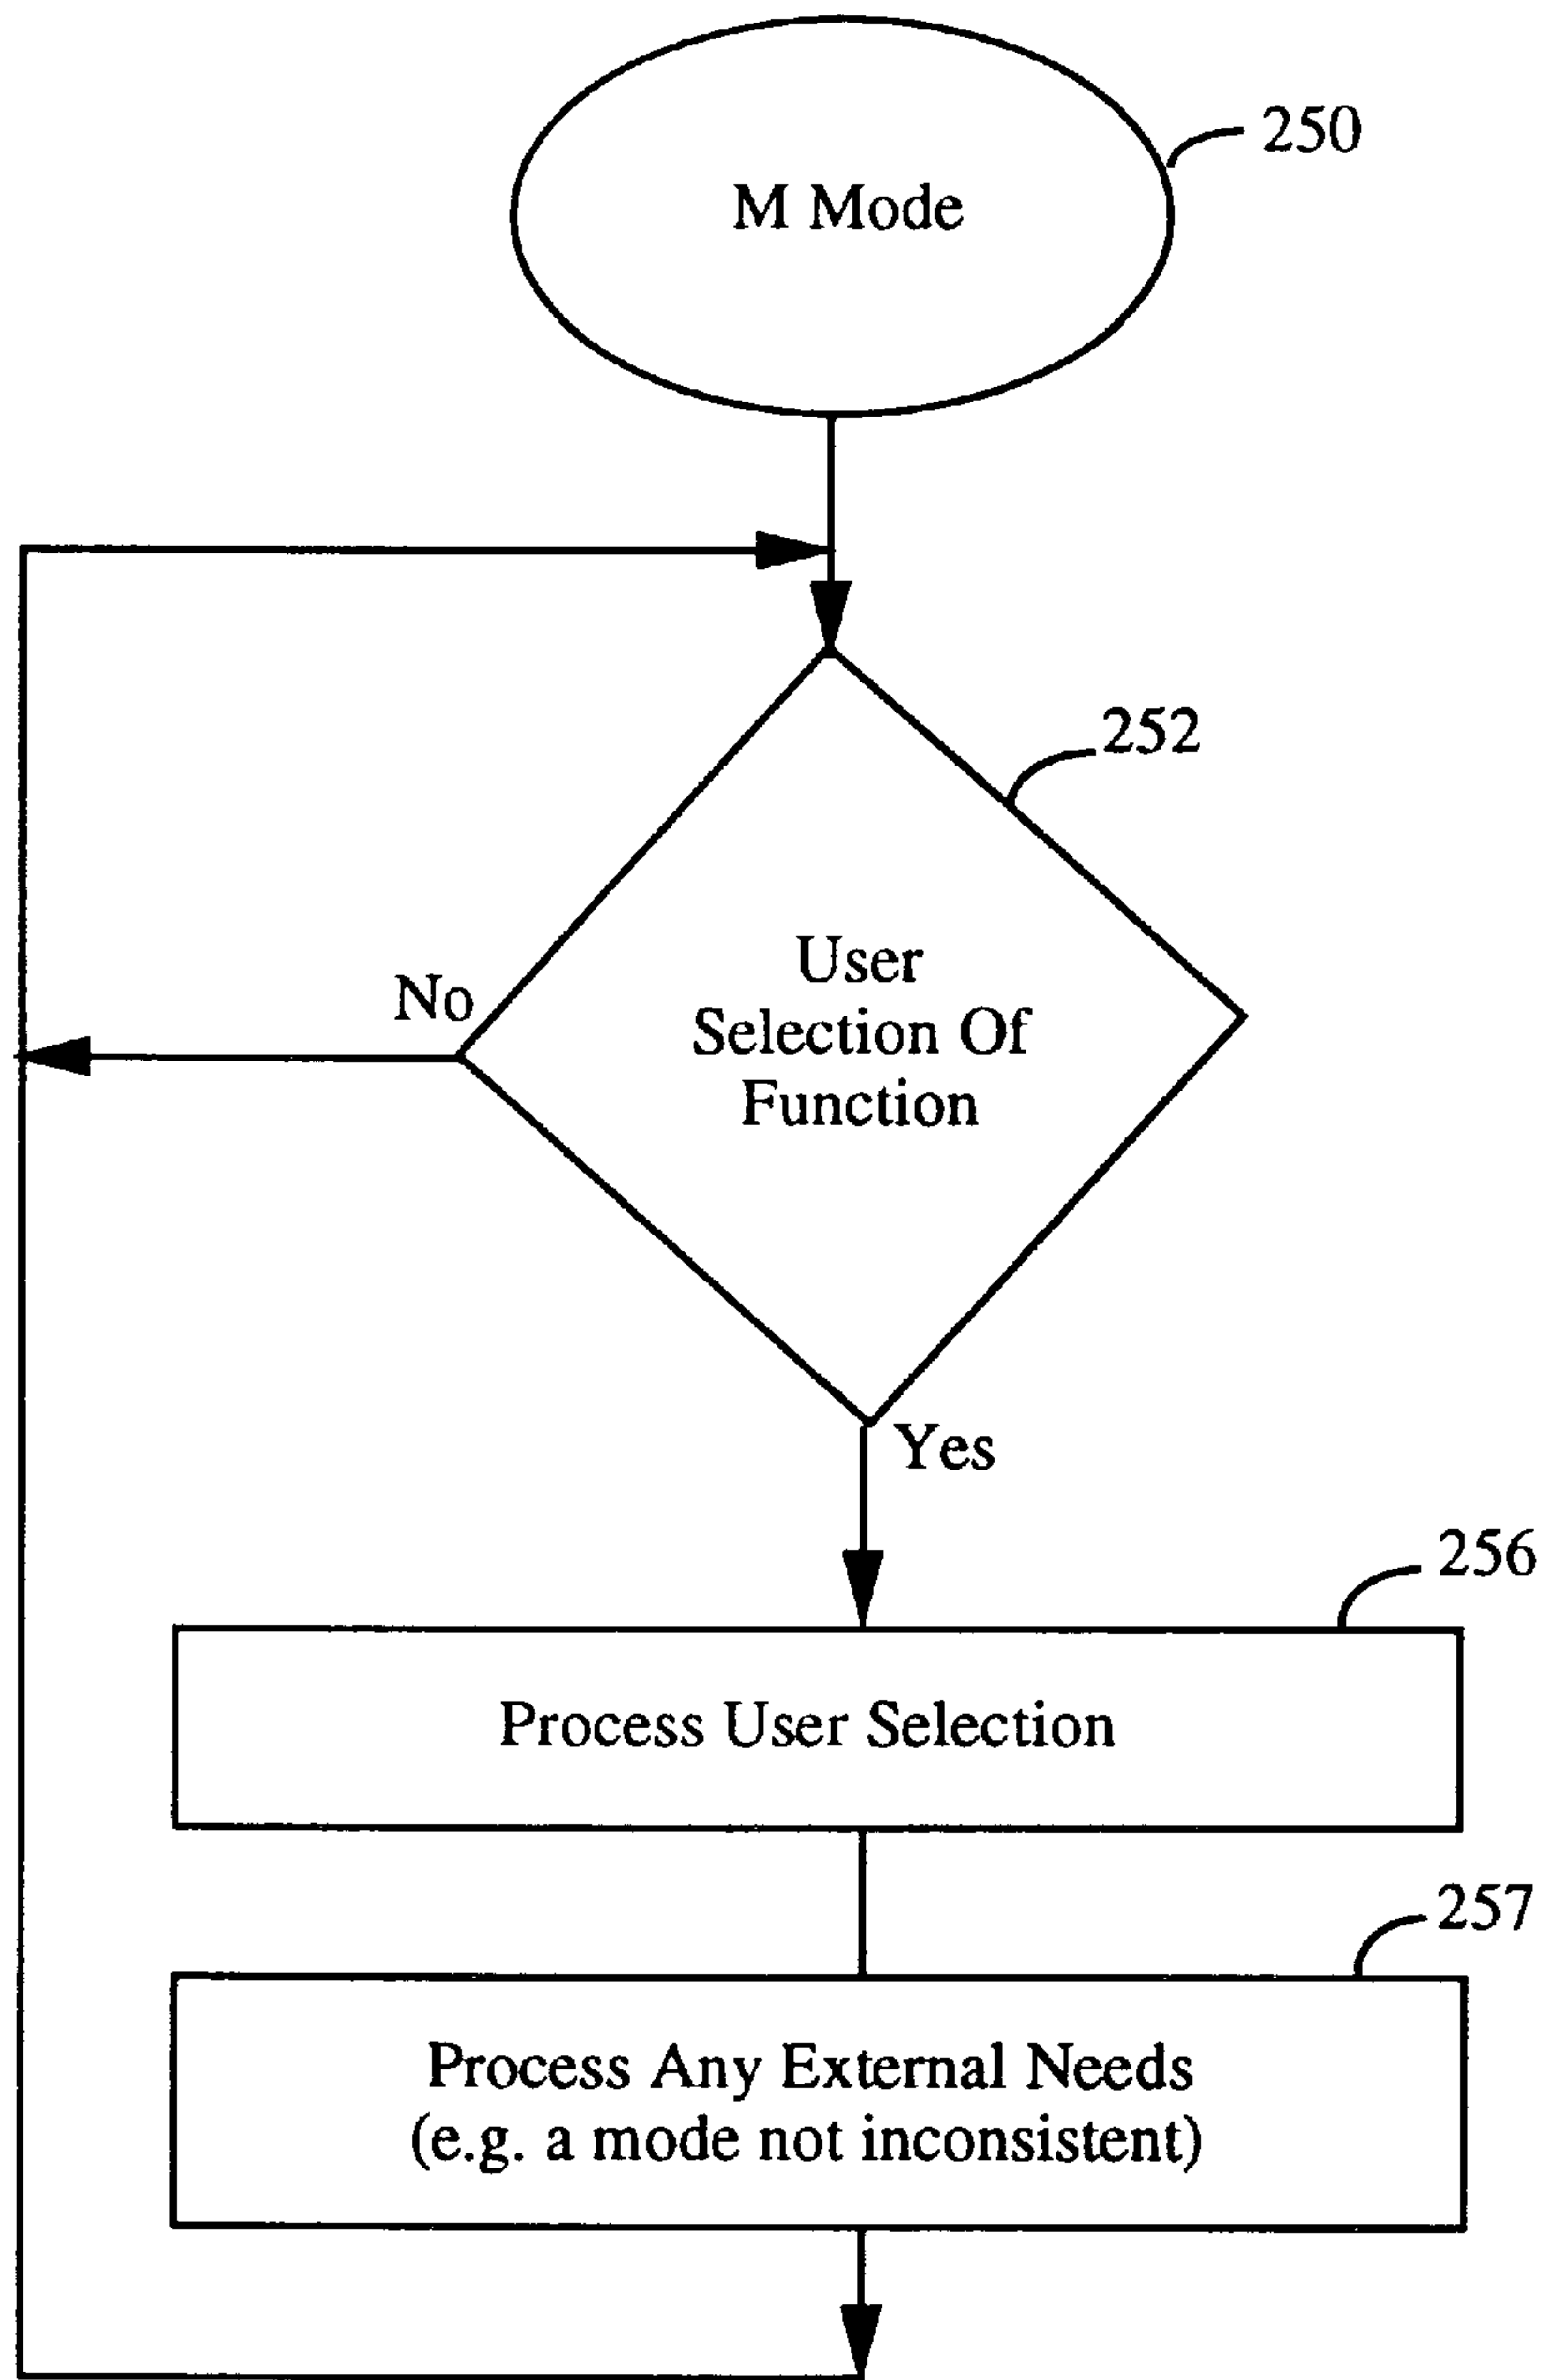 250
M Mode
252
User
Selection Of
Function
No
Yes
256
Process User Selection
257
Process Any External Needs
(e.g. a mode not inconsistent)